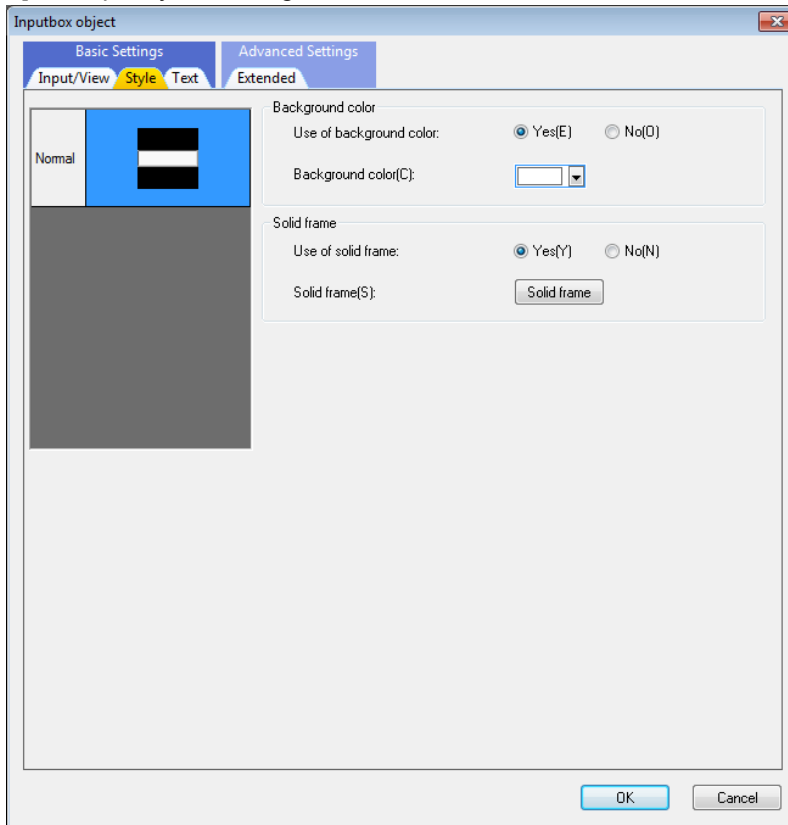 Inputbox object
Basic Settings Advanced Settings
Input/View Style Text Extended
Normal
Background color
Use of background color: Yes(E) No(O)
Background color(C):
Solid frame
Use of solid frame: Yes(Y) No(N)
Solid frame(S): Solid frame
OK Cancel